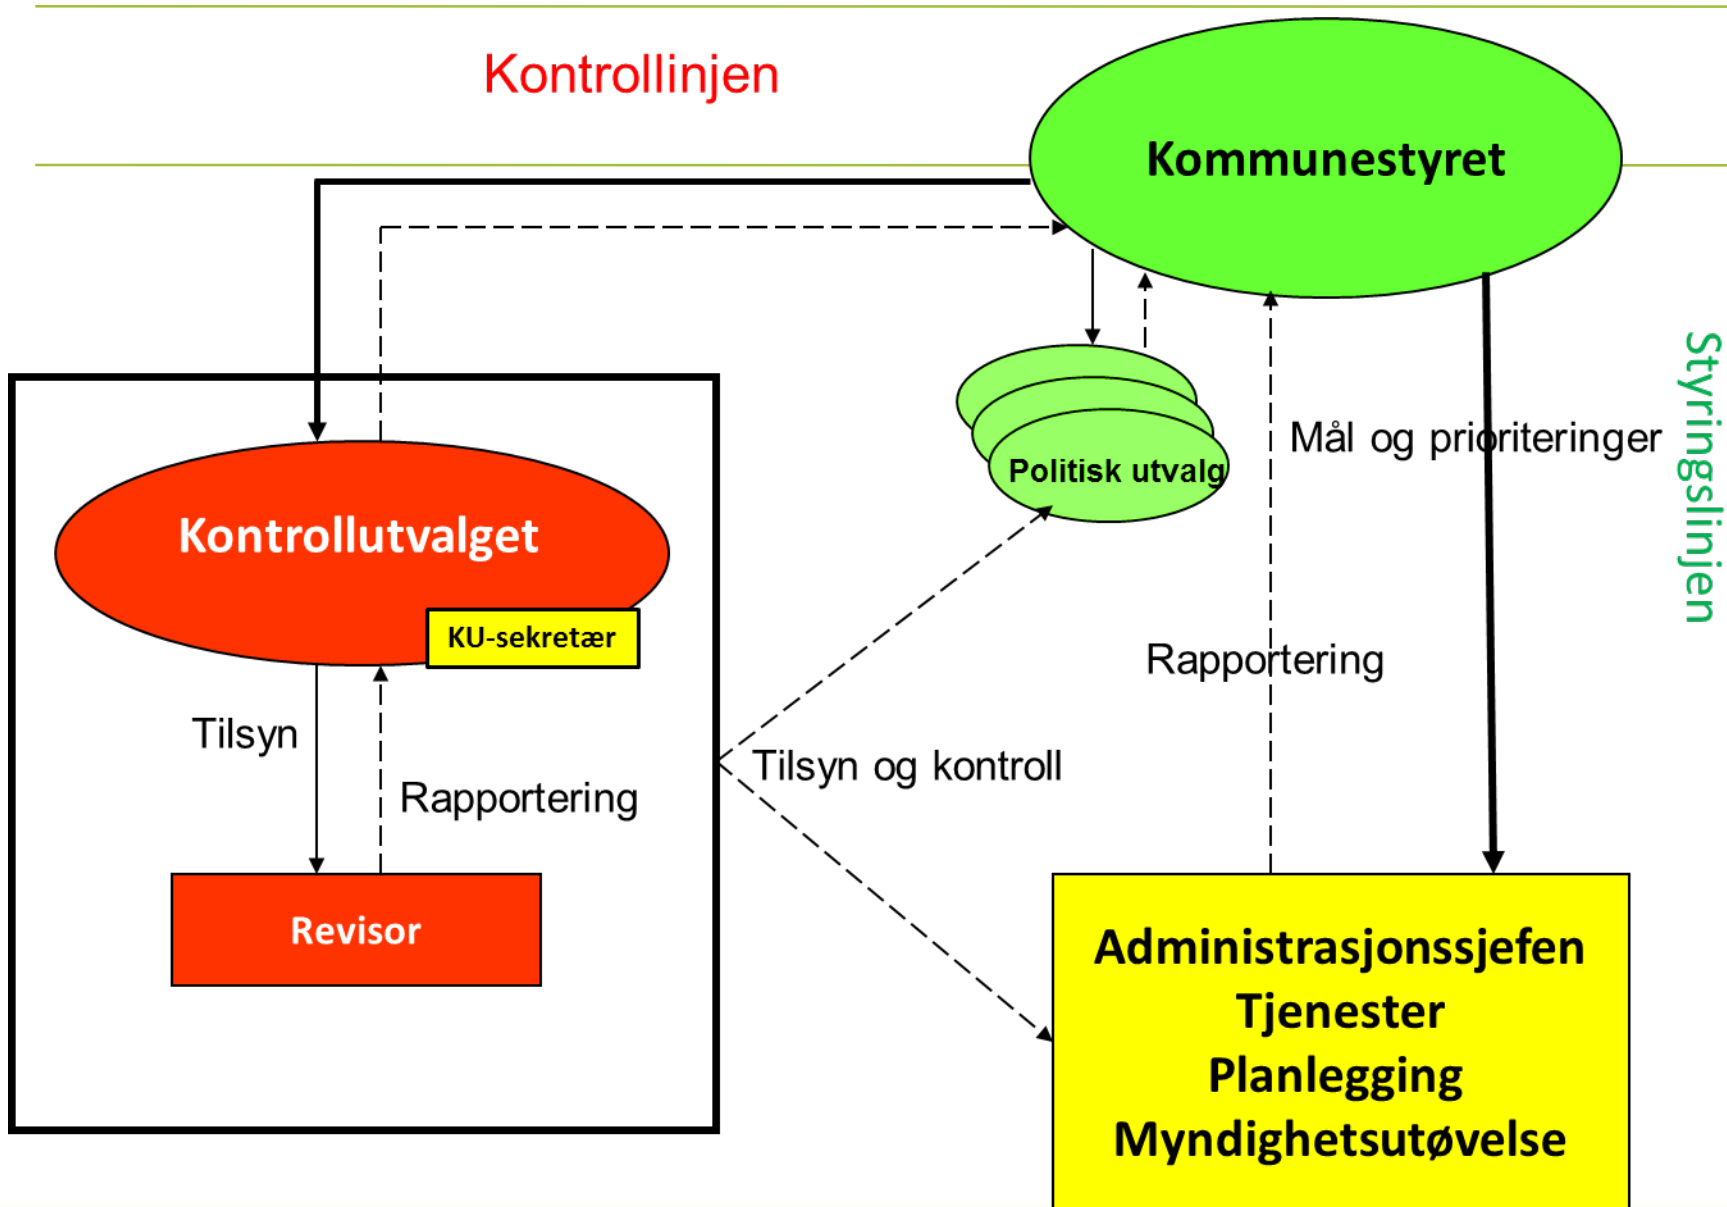 Kontrollinjen
Kommunestyret
Styringslinjen
Mål og prioriteringer
Politisk utvalg
Kontrollutvalget
KU-sekretær
Rapportering
Tilsyn
Tilsyn og kontroll
Rapportering
Revisor
Administrasjonssjefen
Tjenester
Planlegging
Myndighetsutøvelse